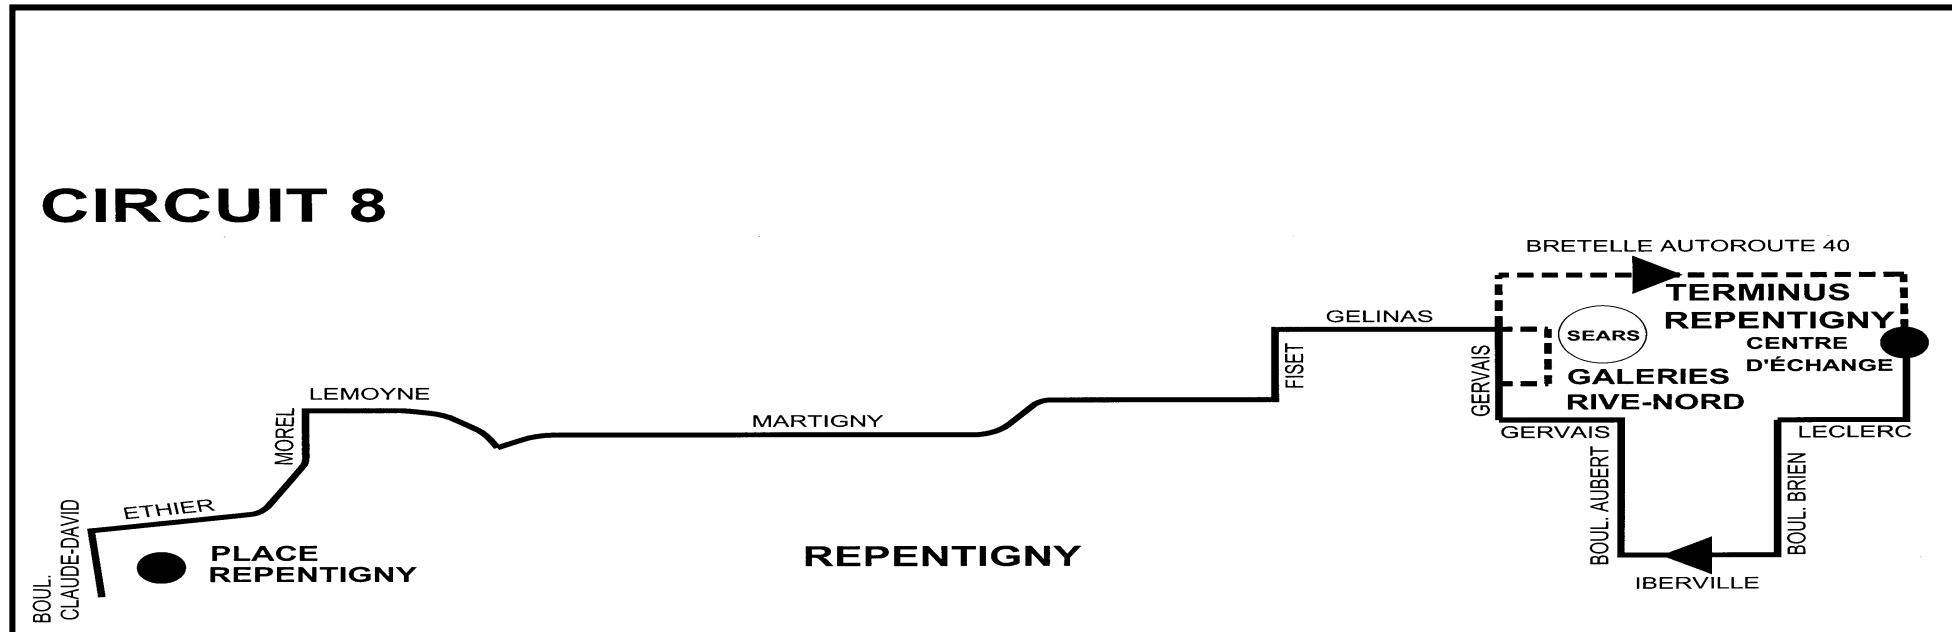 CIRCUIT 8
BRETELLE AUTOROUTE 40
TERMINUS
REPENTIGNY
CENTRE
D'ÉCHANGE
SEARS
GALERIES
RIVE-NORD
GELINAS
FISET
GERVAIS
GERVAIS
LECLERC
BOUL. AUBERT
BOUL. BRIEN
IBERVILLE
LEMOYNE
MOREL
MARTIGNY
ETHIER
BOUL.
CLAUDE-DAVID
PLACE
REPENTIGNY
REPENTIGNY